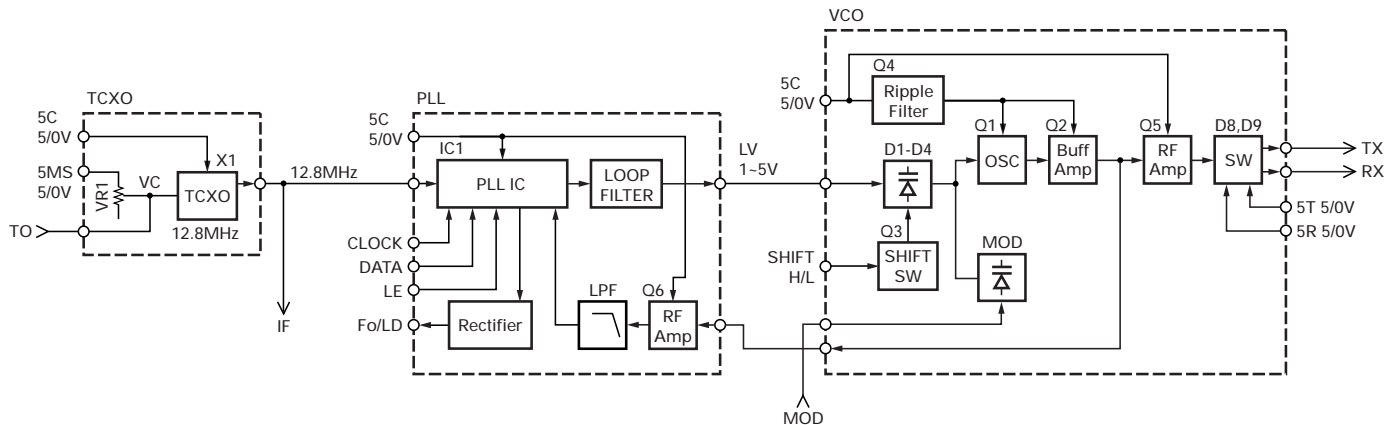 TCXO
5C
5/0V
5MS
5/0V
VR1
VC
X1
TCXO
12.8MHz
TO
12.8MHz
IF
PLL
5C
5/0V
IC1
PLL IC
LOOP
FILTER
CLOCK
DATA
LE
Fo/LD
Rectifier
LPF
Q6
RF
Amp
LV
1~5V
VCO
5C
5/0V
Q4
Ripple
Filter
D1-D4
Q3
SHIFT
SW
SHIFT
H/L
Q1
OSC
Q2
Buff
Amp
MOD
Q5
RF
Amp
D8,D9
SW
TX
RX
5T 5/0V
5R 5/0V
MOD